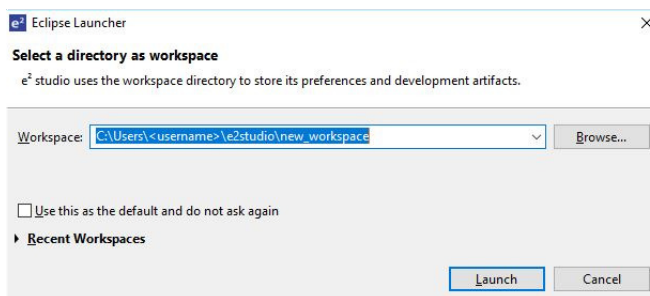 e² Eclipse Launcher
Select a directory as workspace
e² studio uses the workspace directory to store its preferences and development artifacts.
Workspace: C:\Users\<username>\e2studio\new_workspace Browse...
Use this as the default and do not ask again
Recent Workspaces
Launch Cancel